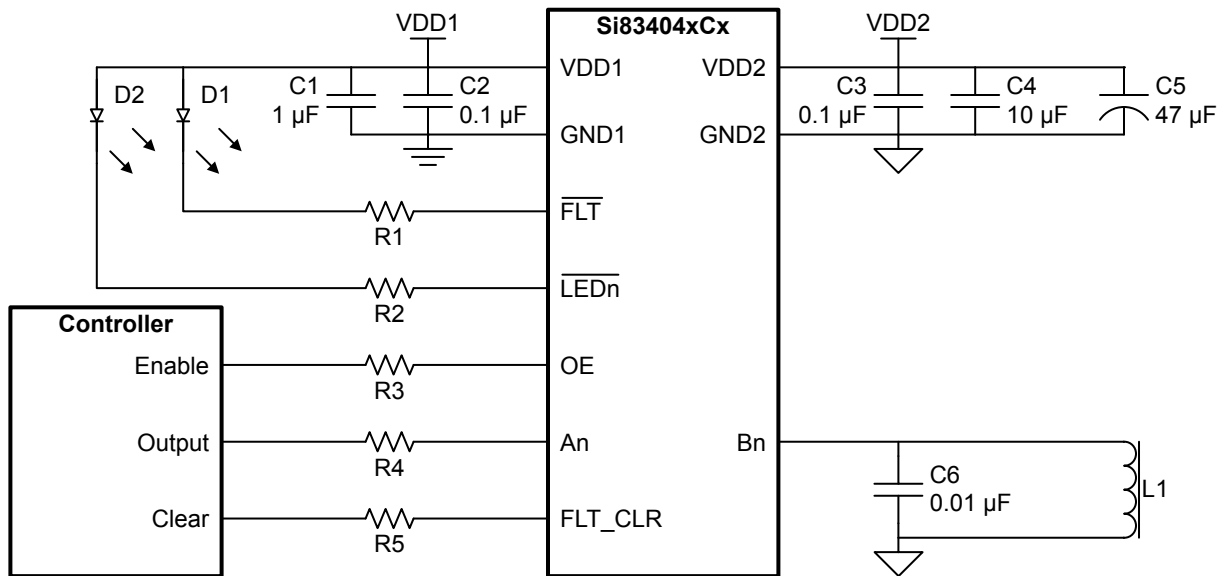 Si83404xCx
VDD1
VDD2
VDD1
VDD2
GND1
GND2
FLT
LEDn
OE
An
Bn
FLT_CLR
D2
D1
C1
1 µF
C2
0.1 µF
C3
0.1 µF
C4
10 µF
C5
47 µF
R1
R2
Controller
Enable
R3
Output
R4
Clear
R5
C6
0.01 µF
L1